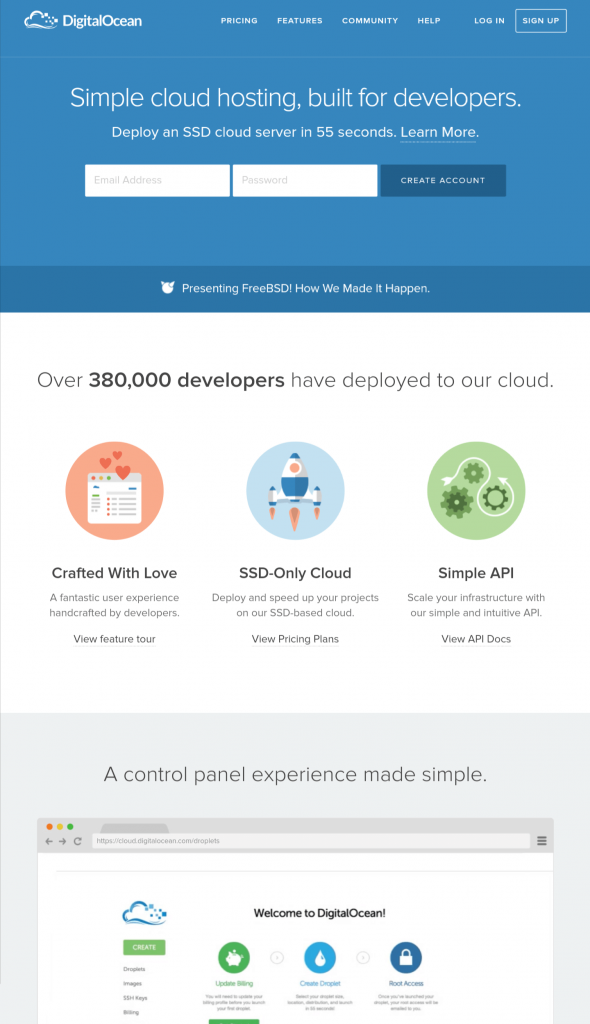 DigitalOcean
PRICING FEATURES COMMUNITY HELP LOG IN SIGN UP
Simple cloud hosting, built for developers.
Deploy an SSD cloud server in 55 seconds. Learn More.
Email Address Password CREATE ACCOUNT
Presenting FreeBSD! How We Made It Happen.
Over 380,000 developers have deployed to our cloud.
Crafted With Love
A fantastic user experience
handcrafted by developers.
View feature tour
SSD-Only Cloud
Deploy and speed up your projects
on our SSD-based cloud.
View Pricing Plans
Simple API
Scale your infrastructure with
our simple and intuitive API.
View API Docs
A control panel experience made simple.
https://cloud.digitalocean.com/droplets
Welcome to DigitalOcean!
CREATE
Droplets
Images
SSH Keys
Billing
Update Billing
You will need to update your
billing profile before you launch
your first droplet.
Create Droplet
Select your droplet size,
location, distribution, and launch
in 55 seconds!
Root Access
Once you've launched your
droplet, your root access will be
emailed to you.